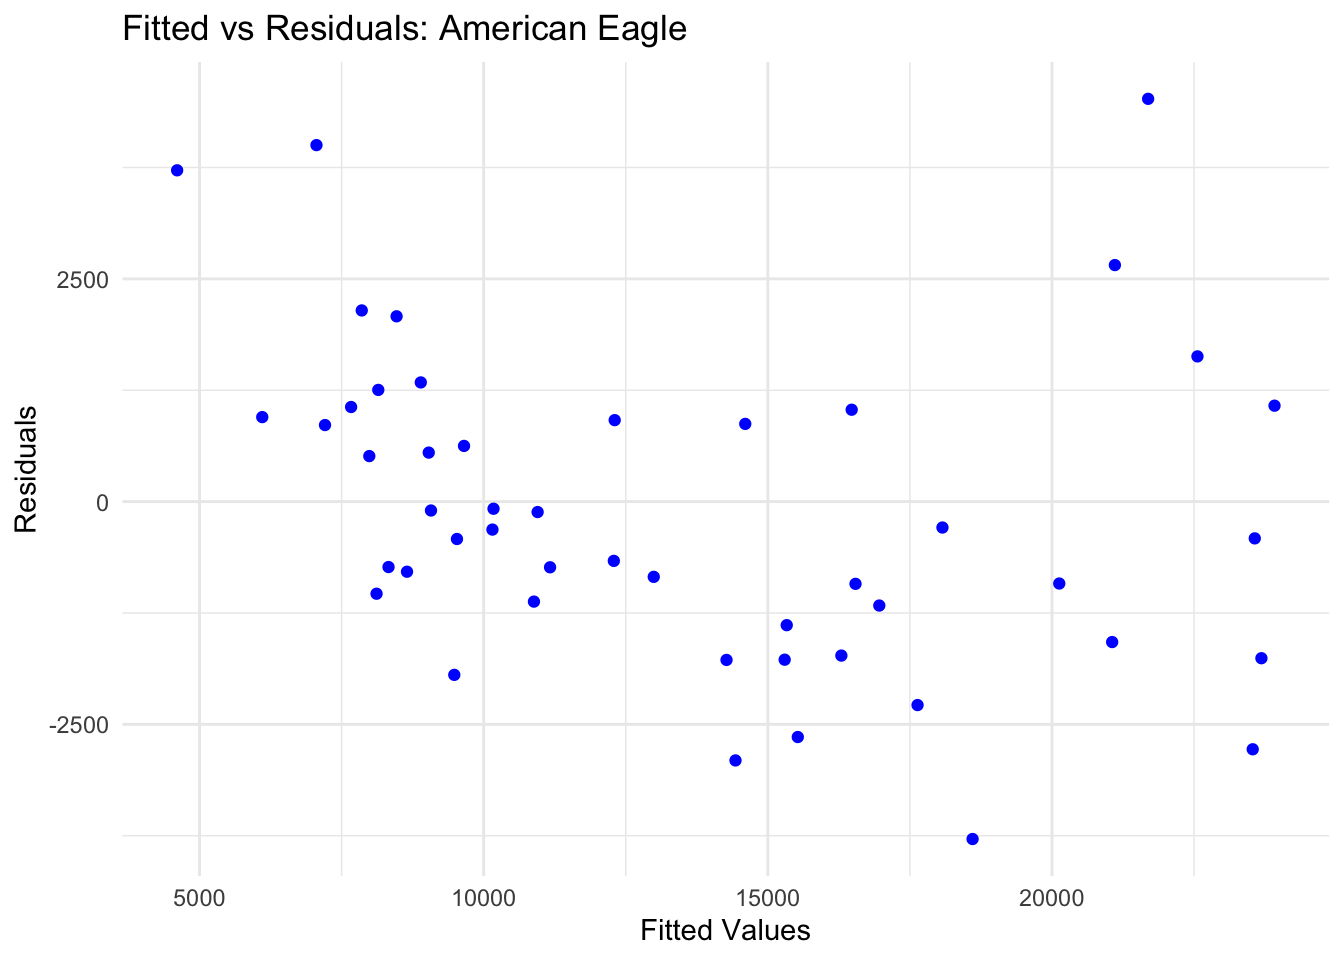 Fitted vs Residuals: American Eagle
2500
0
-2500
Residuals
5000 10000 15000 20000
Fitted Values